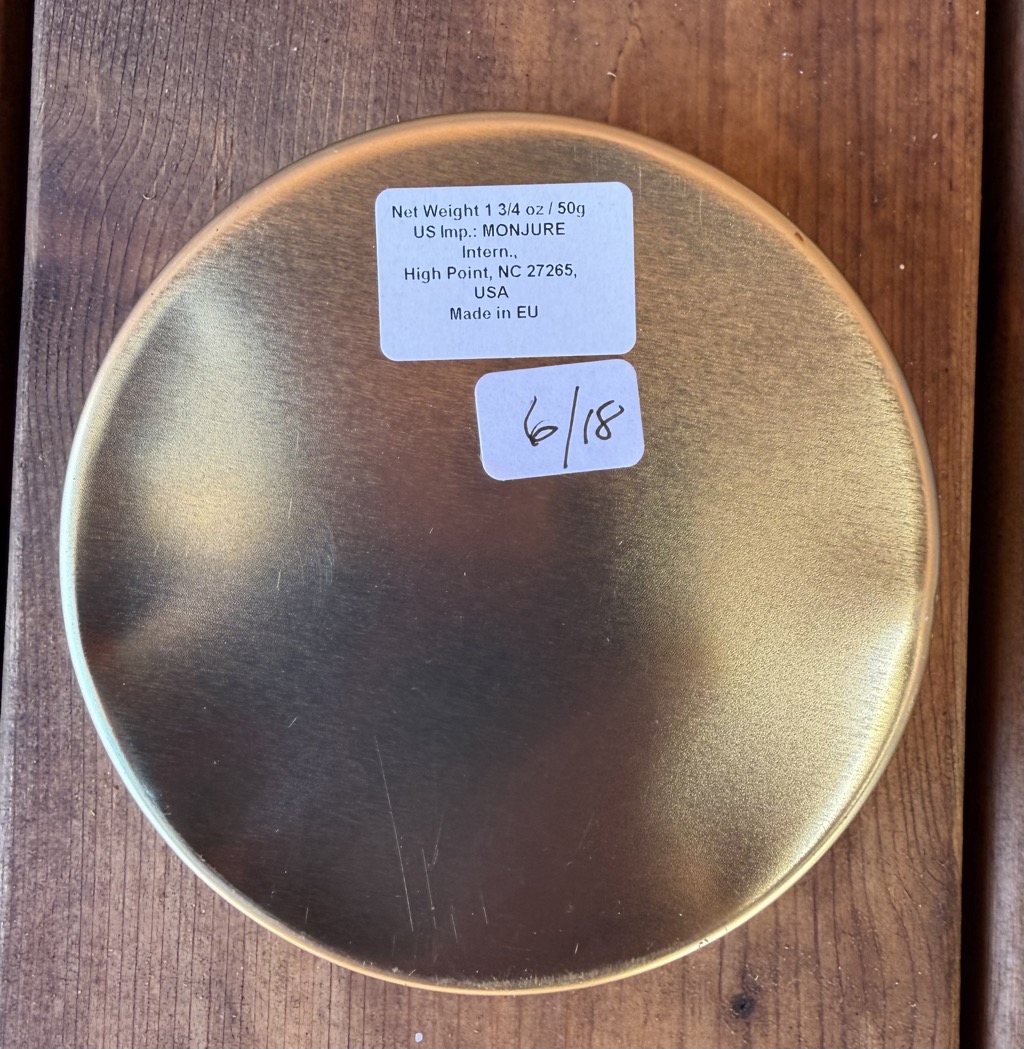 Net Weight 1 3/4 oz / 50g
US Imp.: MONJURE
Intern.,
High Point, NC 27265,
USA
Made in EU
6/18